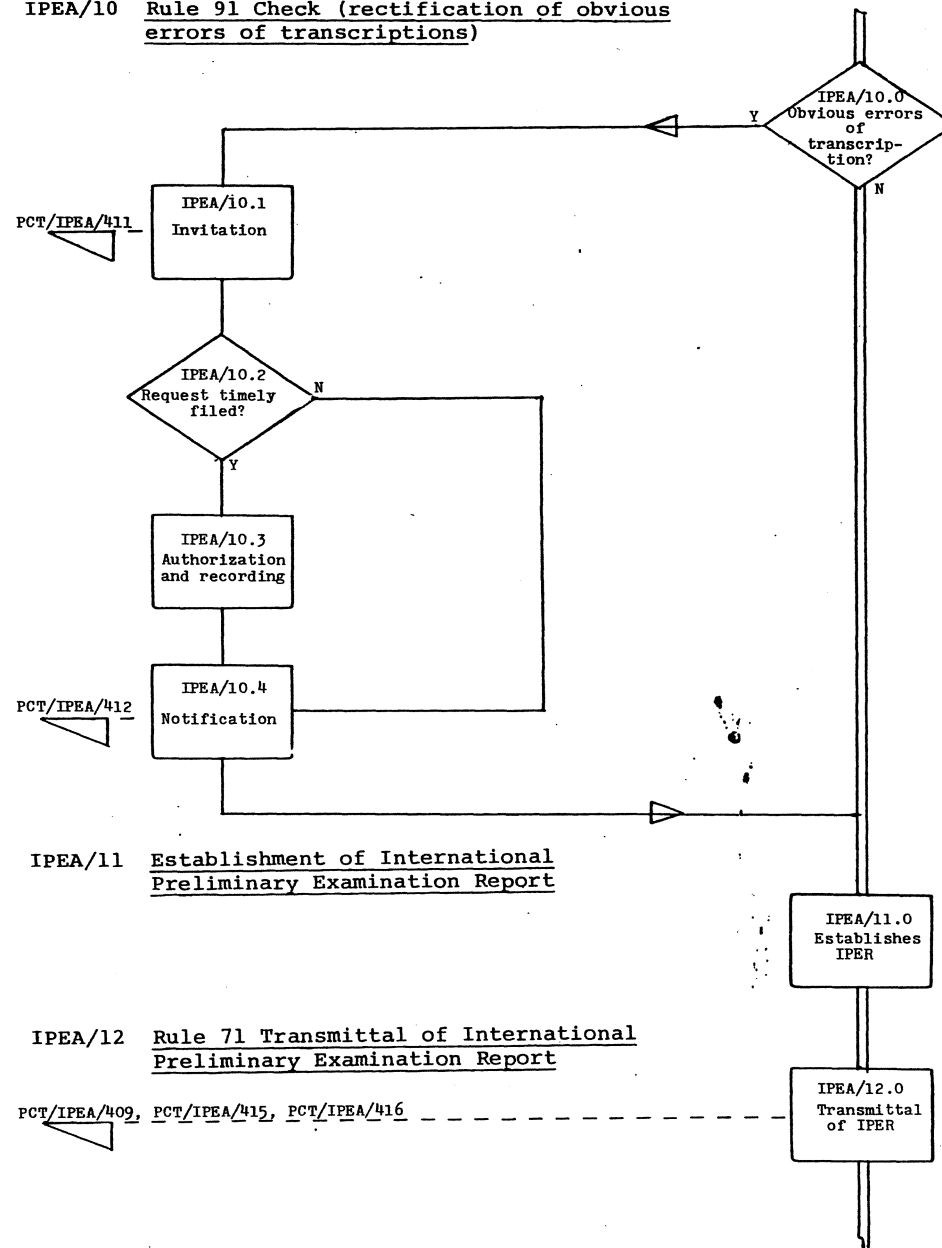 IPEA/10 Rule 91 Check (rectification of obvious
errors of transcriptions)
IPEA/10.0
Obvious errors
of
transcrip-
tion?
Y
N
IPEA/10.1
Invitation
PCT/IPEA/411
IPEA/10.2
Request timely
filed?
N
Y
IPEA/10.3
Authorization
and recording
IPEA/10.4
Notification
PCT/IPEA/412
IPEA/11 Establishment of International
Preliminary Examination Report
IPEA/11.0
Establishes
IPER
IPEA/12 Rule 71 Transmittal of International
Preliminary Examination Report
IPEA/12.0
Transmittal
of IPER
PCT/IPEA/409, PCT/IPEA/415, PCT/IPEA/416